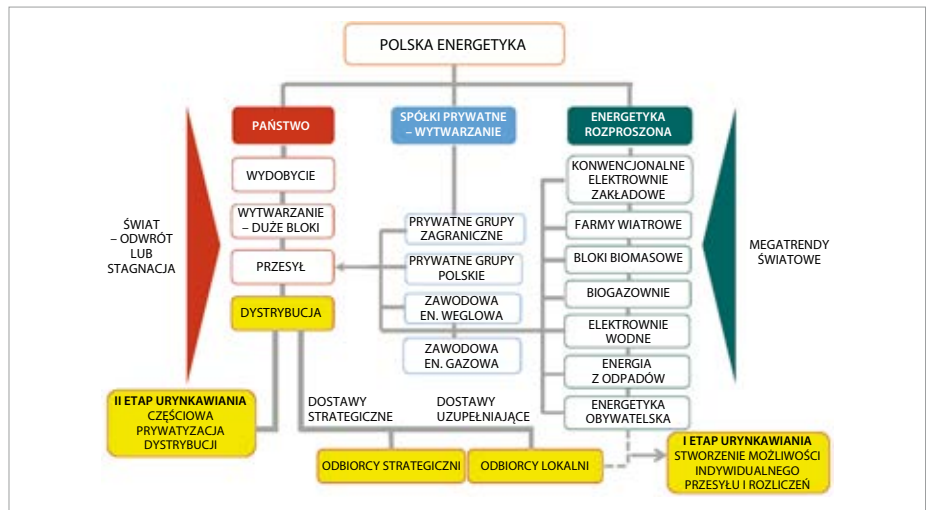 POLSKA ENERGETYKA
PAŃSTWO
WYDOBYCIE
WYTWARZANIE
– DUŻE BLOKI
PRZESYŁ
DYSTRYBUCJA
SPÓŁKI PRYWATNE
– WYTWARZANIE
PRYWATNE GRUPY
ZAGRANICZNE
PRYWATNE GRUPY
POLSKIE
ZAWODOWA
EN. WEGLOWA
ZAWODOWA
EN. GAZOWA
ENERGETYKA
ROZPROSZONA
KONWENCJONALNE
ELEKTROWNIE
ZAKŁADOWE
FARMY WIATROWE
BLOKI BIOMASOWE
BIOGAZOWNIE
ELEKTROWNIE
WODNE
ENERGIA
Z ODPADÓW
ENERGETYKA
OBYWATELSKA
ŚWIAT
– ODWRÓT
LUB
STAGNACJA
MEGATRENDY
ŚWIATOWE
II ETAP URYNKAWIANIA
CZĘŚCIOWA
PRYWATYZACJA
DYSTRYBUCJI
DOSTAWY
STRATEGICZNE
DOSTAWY
UZUPEŁNIAJĄCE
ODBIORCY STRATEGICZNI
ODBIORCY LOKALNI
I ETAP URYNKAWIANIA
STWORZENIE MOŻLIWOŚCI
INDYWIDUALNEGO
PRZESYŁU I ROZLICZEŃ